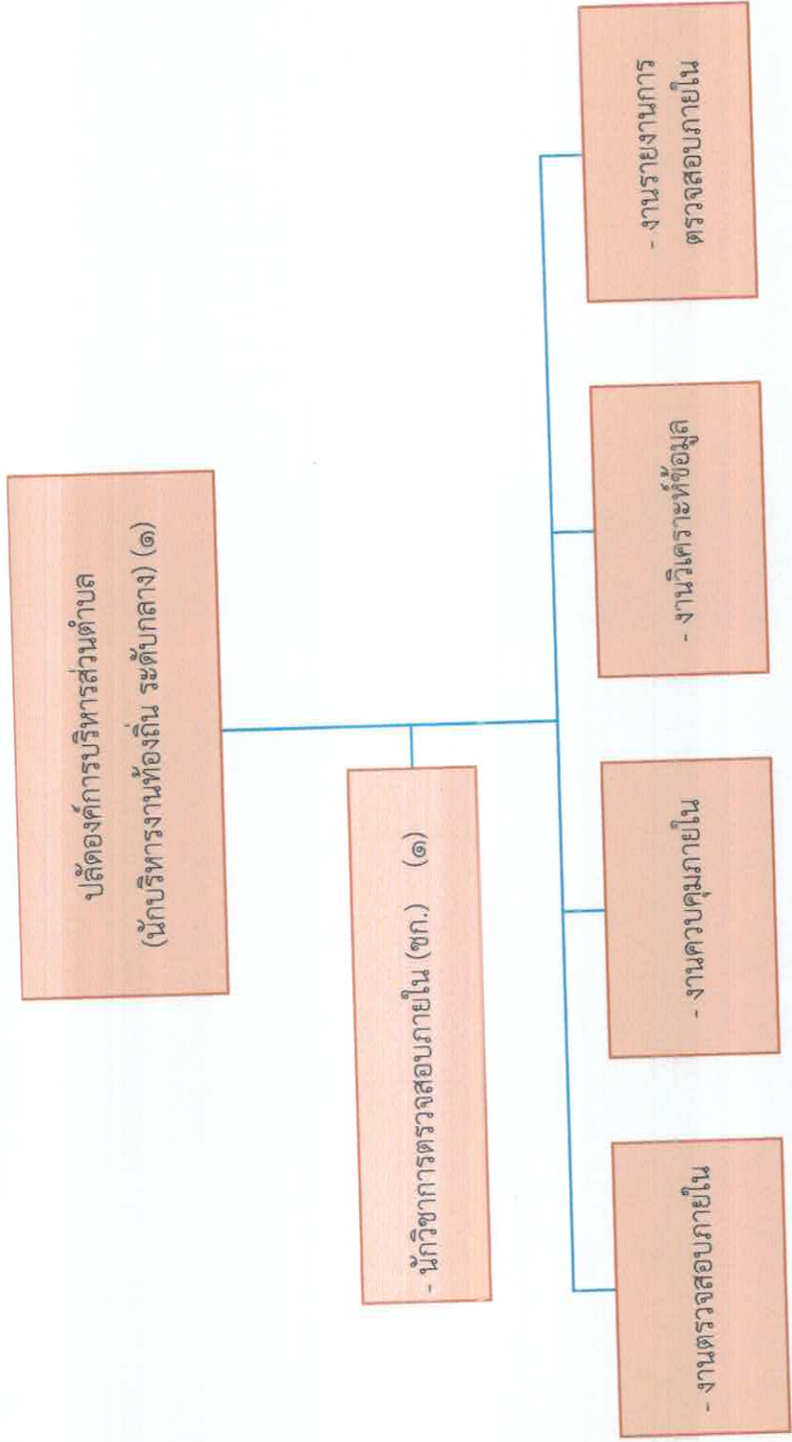 ปลัดองค์การบริหารส่วนตำบล
(นักบริหารงานท้องถิ่น ระดับกลาง) (๑)
- นักวิชาการตรวจสอบภายใน (ชก.) (๑)
- งานตรวจสอบภายใน
- งานควบคุมภายใน
- งานวิเคราะห์ข้อมูล
- งานรายงานการ
ตรวจสอบภายใน